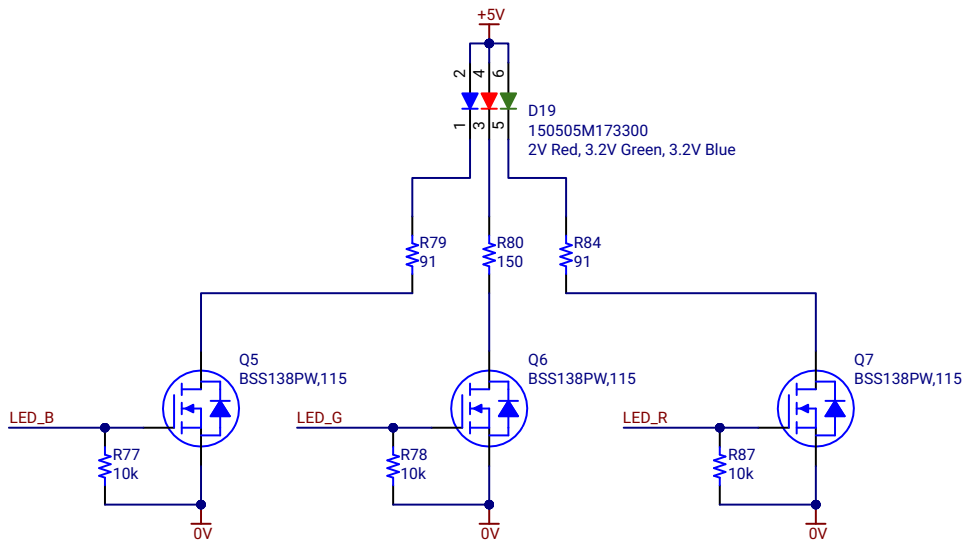 +5V
2
4
6
1
3
5
D19
150505M173300
2V Red, 3.2V Green, 3.2V Blue
R79
91
R80
150
R84
91
Q5
BSS138PW,115
Q6
BSS138PW,115
Q7
BSS138PW,115
LED_B
LED_G
LED_R
R77
10k
R78
10k
R87
10k
0V
0V
0V